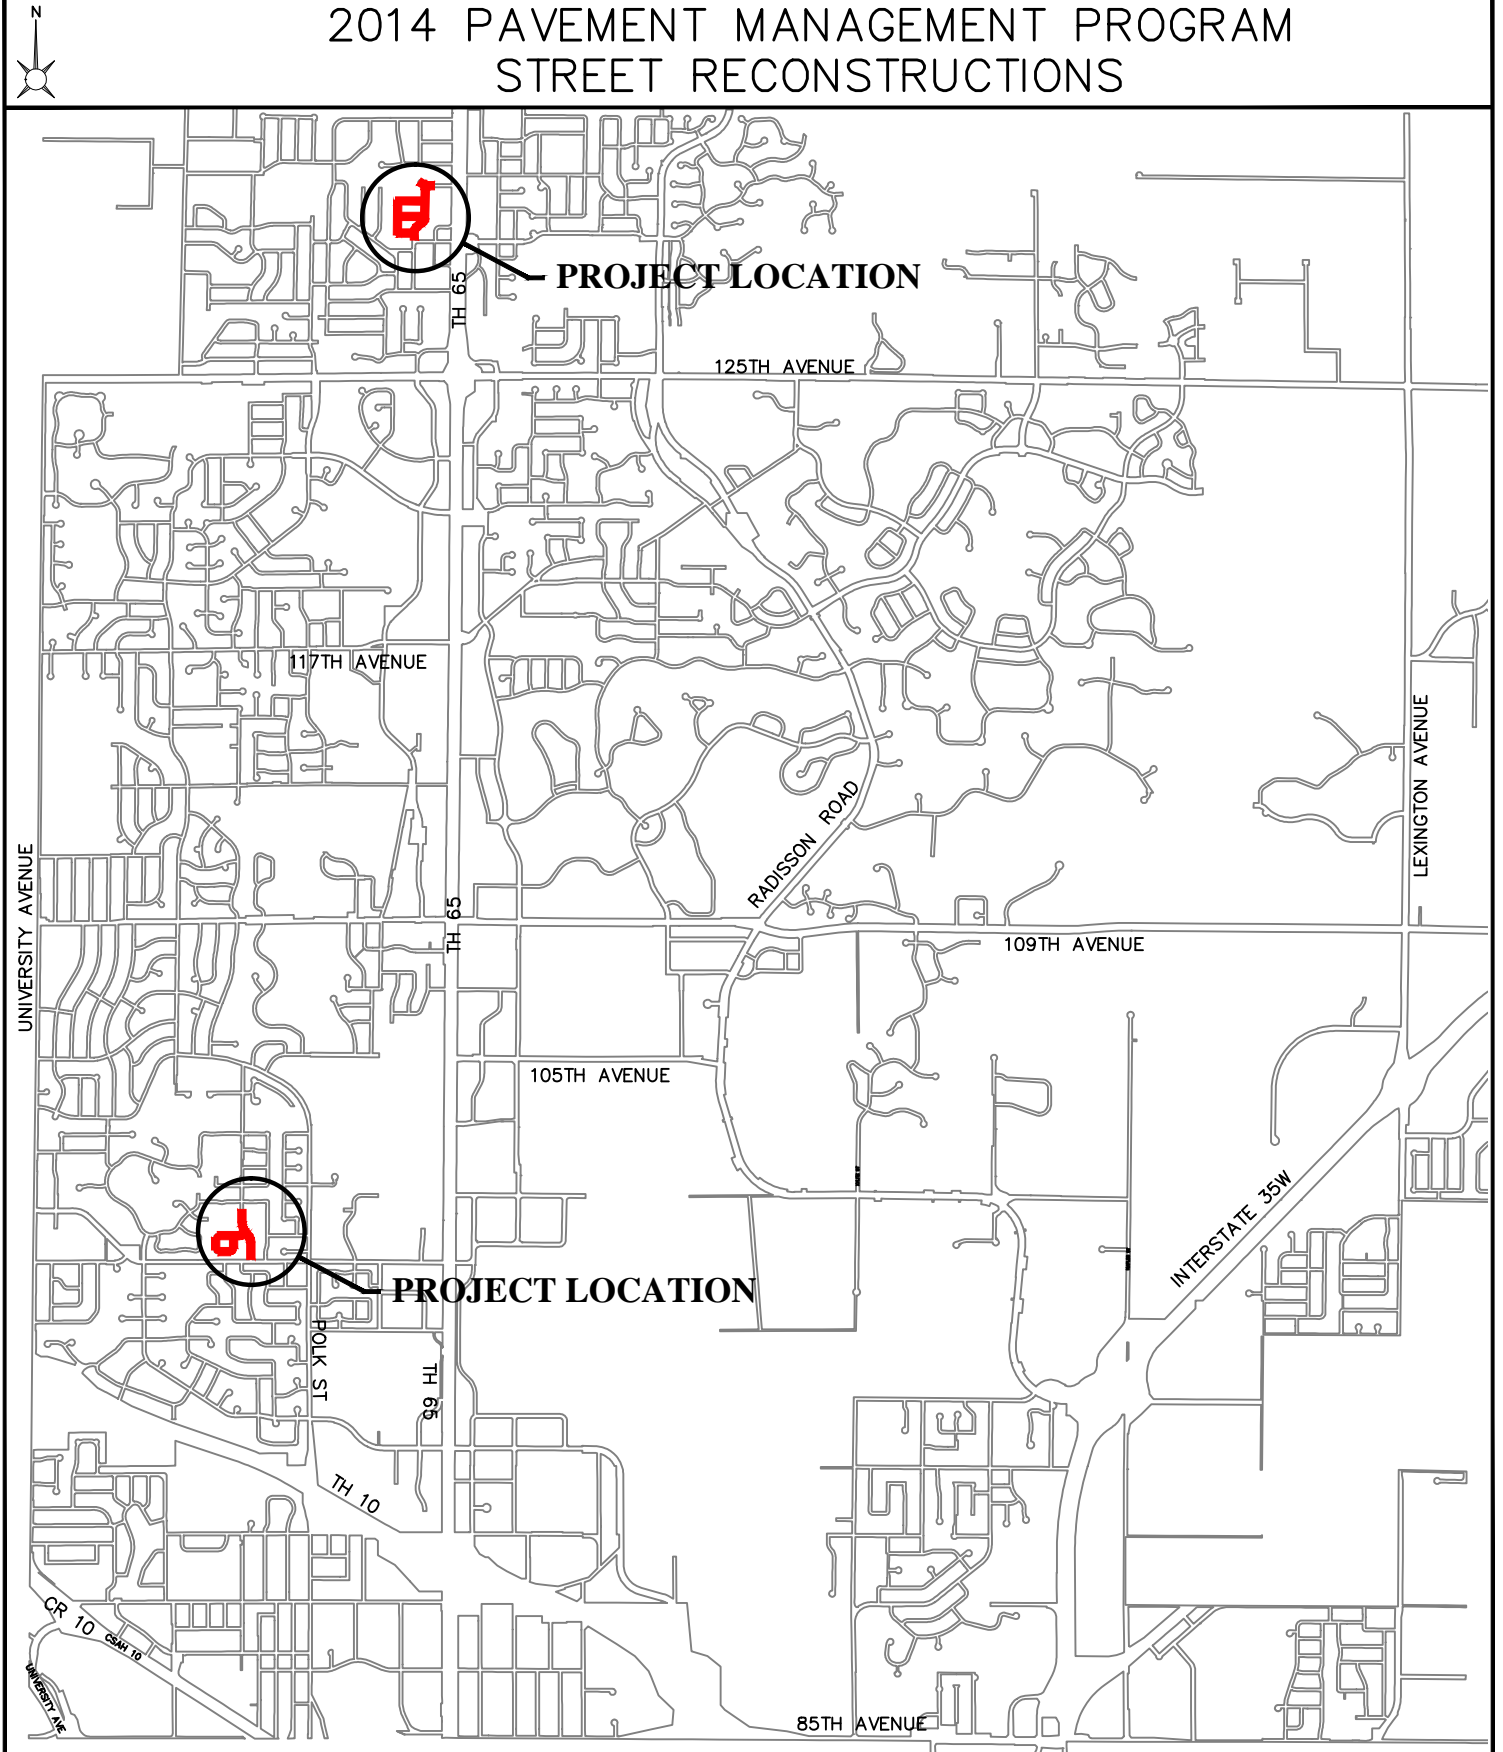 N
2014 PAVEMENT MANAGEMENT PROGRAM
STREET RECONSTRUCTIONS
PROJECT LOCATION
TH 65
125TH AVENUE
117TH AVENUE
LEXINGTON AVENUE
RADISSON ROAD
UNIVERSITY AVENUE
TH 65
109TH AVENUE
105TH AVENUE
INTERSTATE 35W
PROJECT LOCATION
POLK ST
TH 65
TH 10
CR 10
CSAH 10
UNIVERSITY AVE
85TH AVENUE